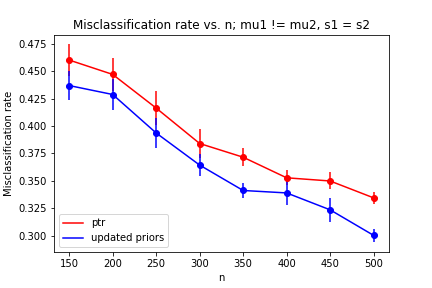 Misclassification rate vs. n; mu1 != mu2, s1 = s2
Misclassification rate
0.475
0.450
0.425
0.400
0.375
0.350
0.325
0.300
ptr
updated priors
150 200 250 300 350 400 450 500
n